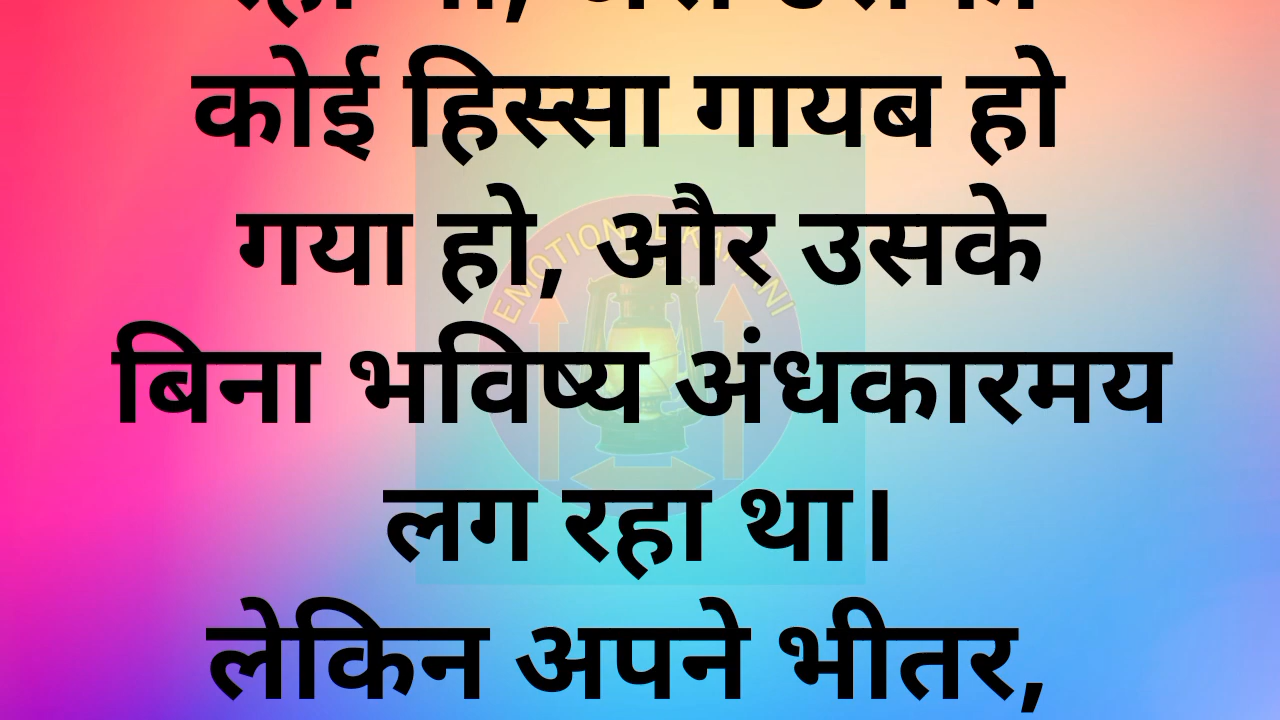 कोई हिस्सा गायब हो
गया हो, और उसके
बिना भविष्य अंधकारमय
लग रहा था।
लेकिन अपने भीतर,